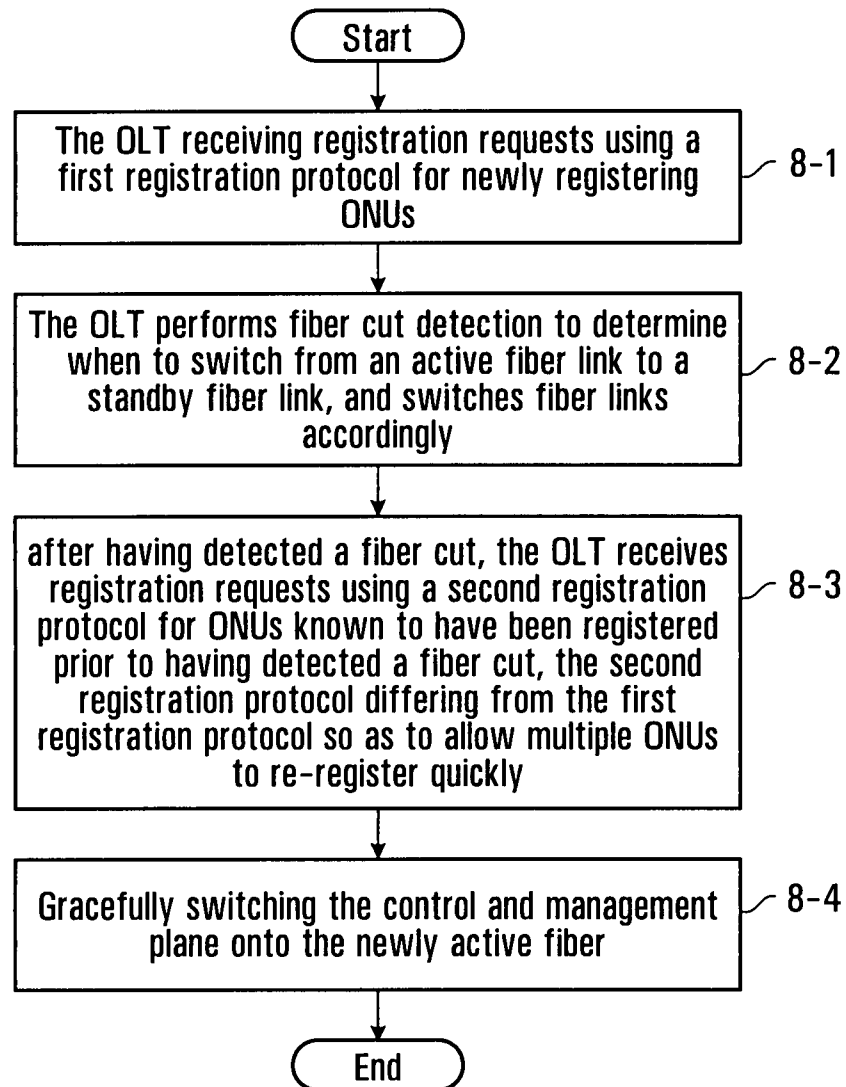 Start
The OLT receiving registration requests using a
first registration protocol for newly registering
ONUs
8-1
The OLT performs fiber cut detection to determine
when to switch from an active fiber link to a
standby fiber link, and switches fiber links
accordingly
8-2
after having detected a fiber cut, the OLT receives
registration requests using a second registration
protocol for ONUs known to have been registered
prior to having detected a fiber cut, the second
registration protocol differing from the first
registration protocol so as to allow multiple ONUs
to re-register quickly
8-3
Gracefully switching the control and management
plane onto the newly active fiber
8-4
End